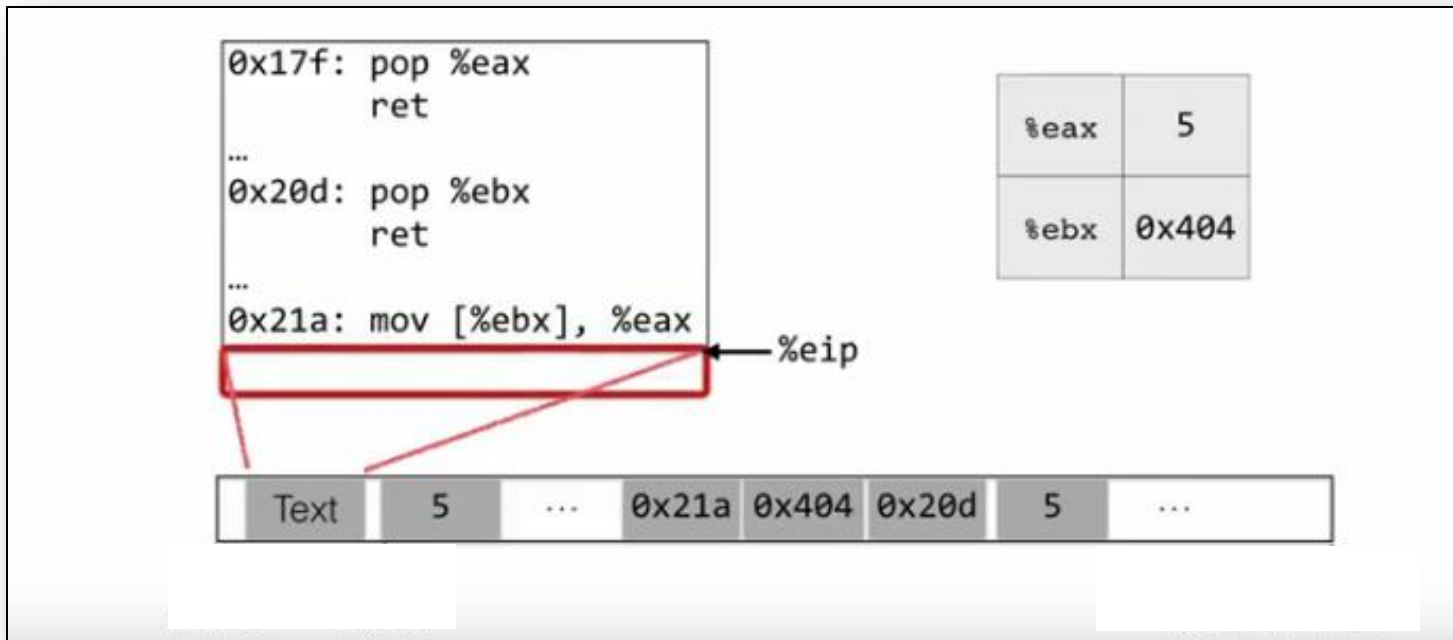 0x17f: pop %eax
ret
...
0x20d: pop %ebx
ret
...
0x21a: mov [%ebx], %eax
%eax 5
%ebx 0x404
%eip
Text 5 ... 0x21a 0x404 0x20d 5 ...